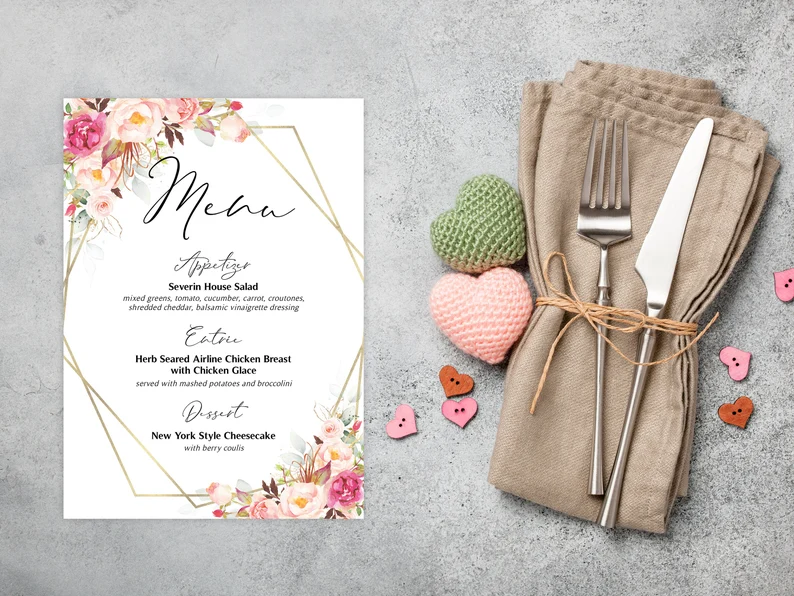 Menu
Appetizer
Severin House Salad
mixed greens, tomato, cucumber, carrot, croutones,
shredded cheddar, balsamic vinaigrette dressing
Entrie
Herb Seared Airline Chicken Breast
with Chicken Glace
served with mashed potatoes and broccolini
Dessert
New York Style Cheesecake
with berry coulis